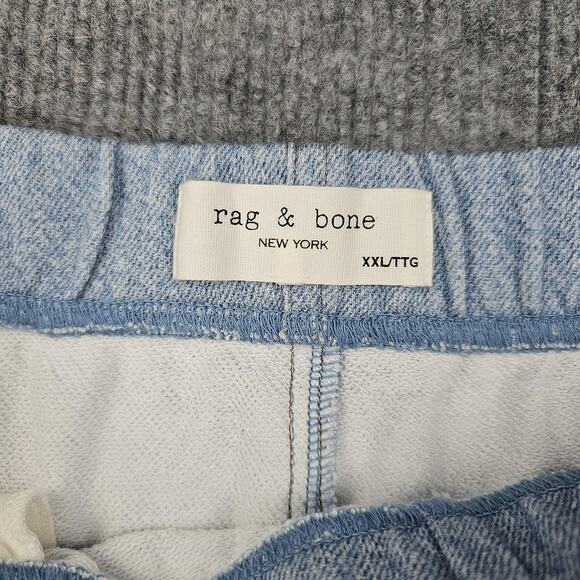 rag & bone
NEW YORK
XXL/TTG